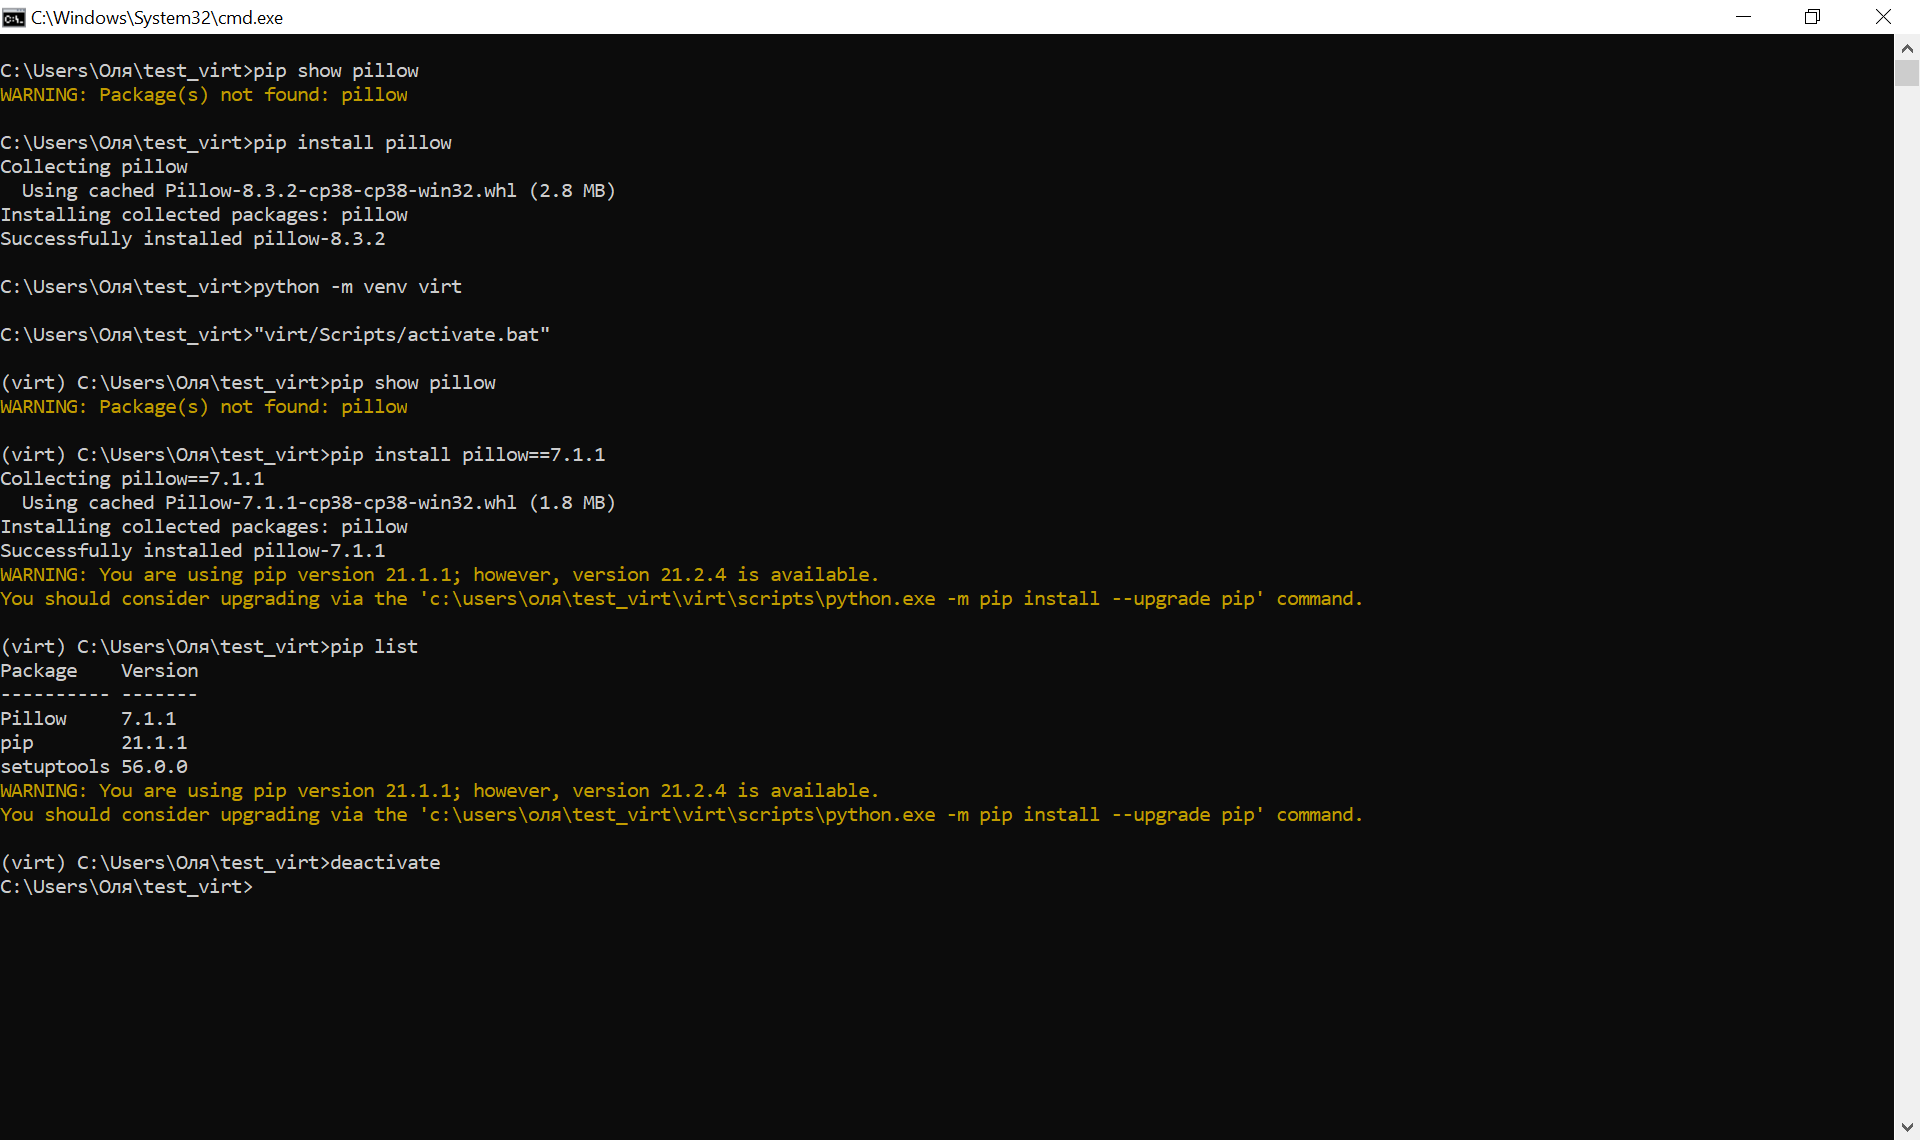 C:\Windows\System32\cmd.exe
C:\Users\Оля\test_virt>pip show pillow
WARNING: Package(s) not found: pillow
C:\Users\Оля\test_virt>pip install pillow
Collecting pillow
  Using cached Pillow-8.3.2-cp38-cp38-win32.whl (2.8 MB)
Installing collected packages: pillow
Successfully installed pillow-8.3.2
C:\Users\Оля\test_virt>python -m venv virt
C:\Users\Оля\test_virt>"virt/Scripts/activate.bat"
(virt) C:\Users\Оля\test_virt>pip show pillow
WARNING: Package(s) not found: pillow
(virt) C:\Users\Оля\test_virt>pip install pillow==7.1.1
Collecting pillow==7.1.1
  Using cached Pillow-7.1.1-cp38-cp38-win32.whl (1.8 MB)
Installing collected packages: pillow
Successfully installed pillow-7.1.1
WARNING: You are using pip version 21.1.1; however, version 21.2.4 is available.
You should consider upgrading via the 'c:\users\оля\test_virt\virt\scripts\python.exe -m pip install --upgrade pip' command.
(virt) C:\Users\Оля\test_virt>pip list
Package    Version
---------- -------
Pillow     7.1.1
pip        21.1.1
setuptools 56.0.0
WARNING: You are using pip version 21.1.1; however, version 21.2.4 is available.
You should consider upgrading via the 'c:\users\оля\test_virt\virt\scripts\python.exe -m pip install --upgrade pip' command.
(virt) C:\Users\Оля\test_virt>deactivate
C:\Users\Оля\test_virt>